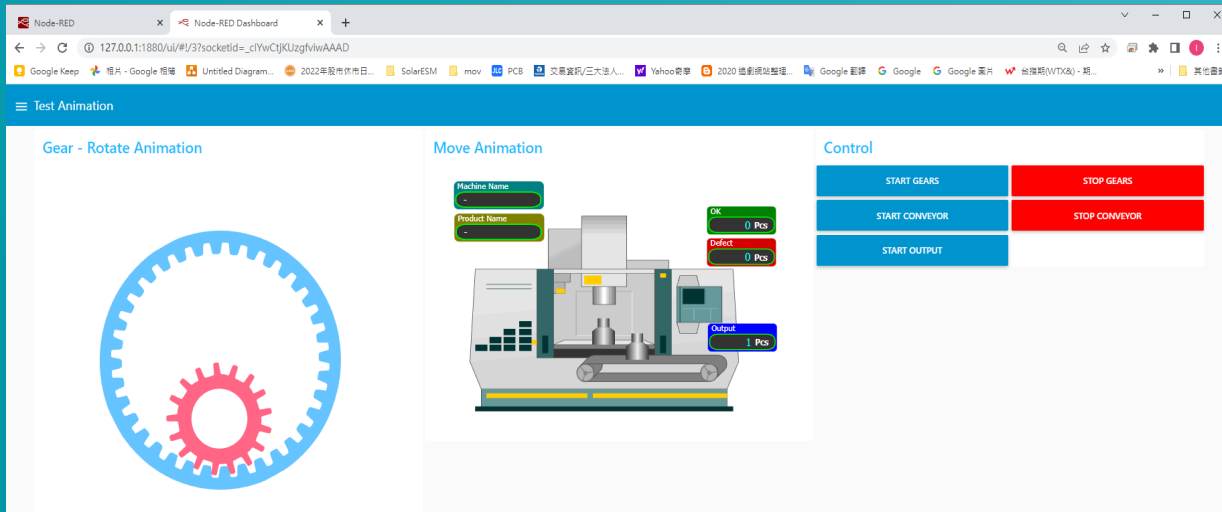 Node-RED
Node-RED Dashboard
127.0.0.1:1880/ui/#!/3?socketid=_clYwCtjKUzgfviwAAAD
Google Keep 相片 - Google 相簿 Untitled Diagram... 2022年股市休市日... SolarESM mov PCB 交易資訊/三大法人... Yahoo奇摩 2020 追劇網站整理... Google 翻譯 Google Google 圖片 台指期(WTX&) - 期... » 其他書籤
Test Animation
Gear - Rotate Animation
Move Animation
Machine Name
-
Product Name
-
OK
0 Pcs
Defect
0 Pcs
Output
1 Pcs
Control
START GEARS STOP GEARS
START CONVEYOR STOP CONVEYOR
START OUTPUT